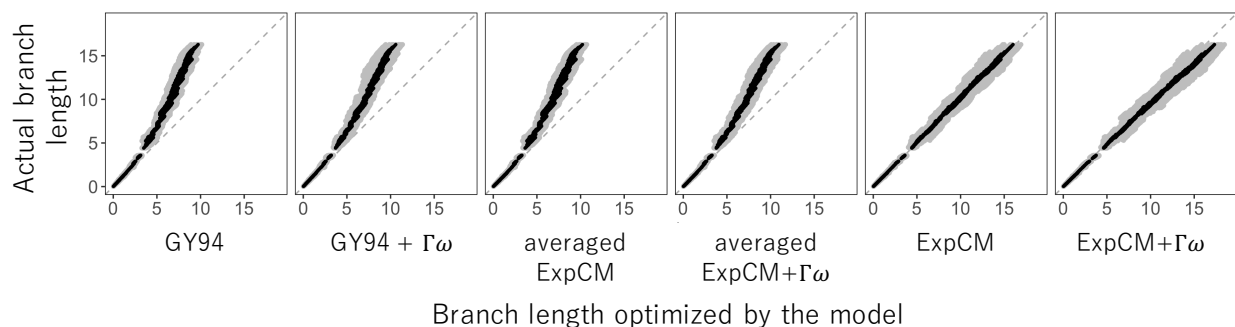 Actual branch
length
15
10
5
0
0 5 10 15
0 5 10 15
0 5 10 15
0 5 10 15
0 5 10 15
0 5 10 15
GY94
GY94 + Γω
averaged
ExpCM
averaged
ExpCM+Γω
ExpCM
ExpCM+Γω
Branch length optimized by the model